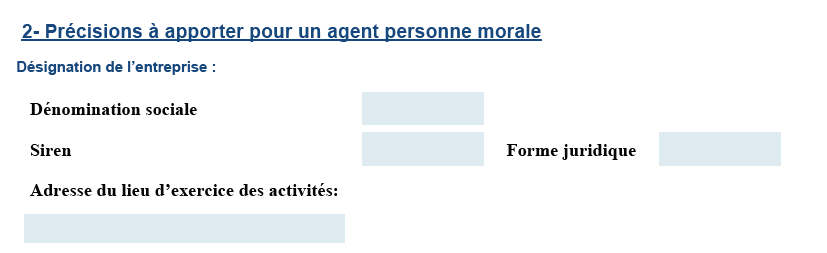 2- Précisions à apporter pour un agent personne morale
Désignation de l’entreprise :
Dénomination sociale
Siren Forme juridique
Adresse du lieu d’exercice des activités: